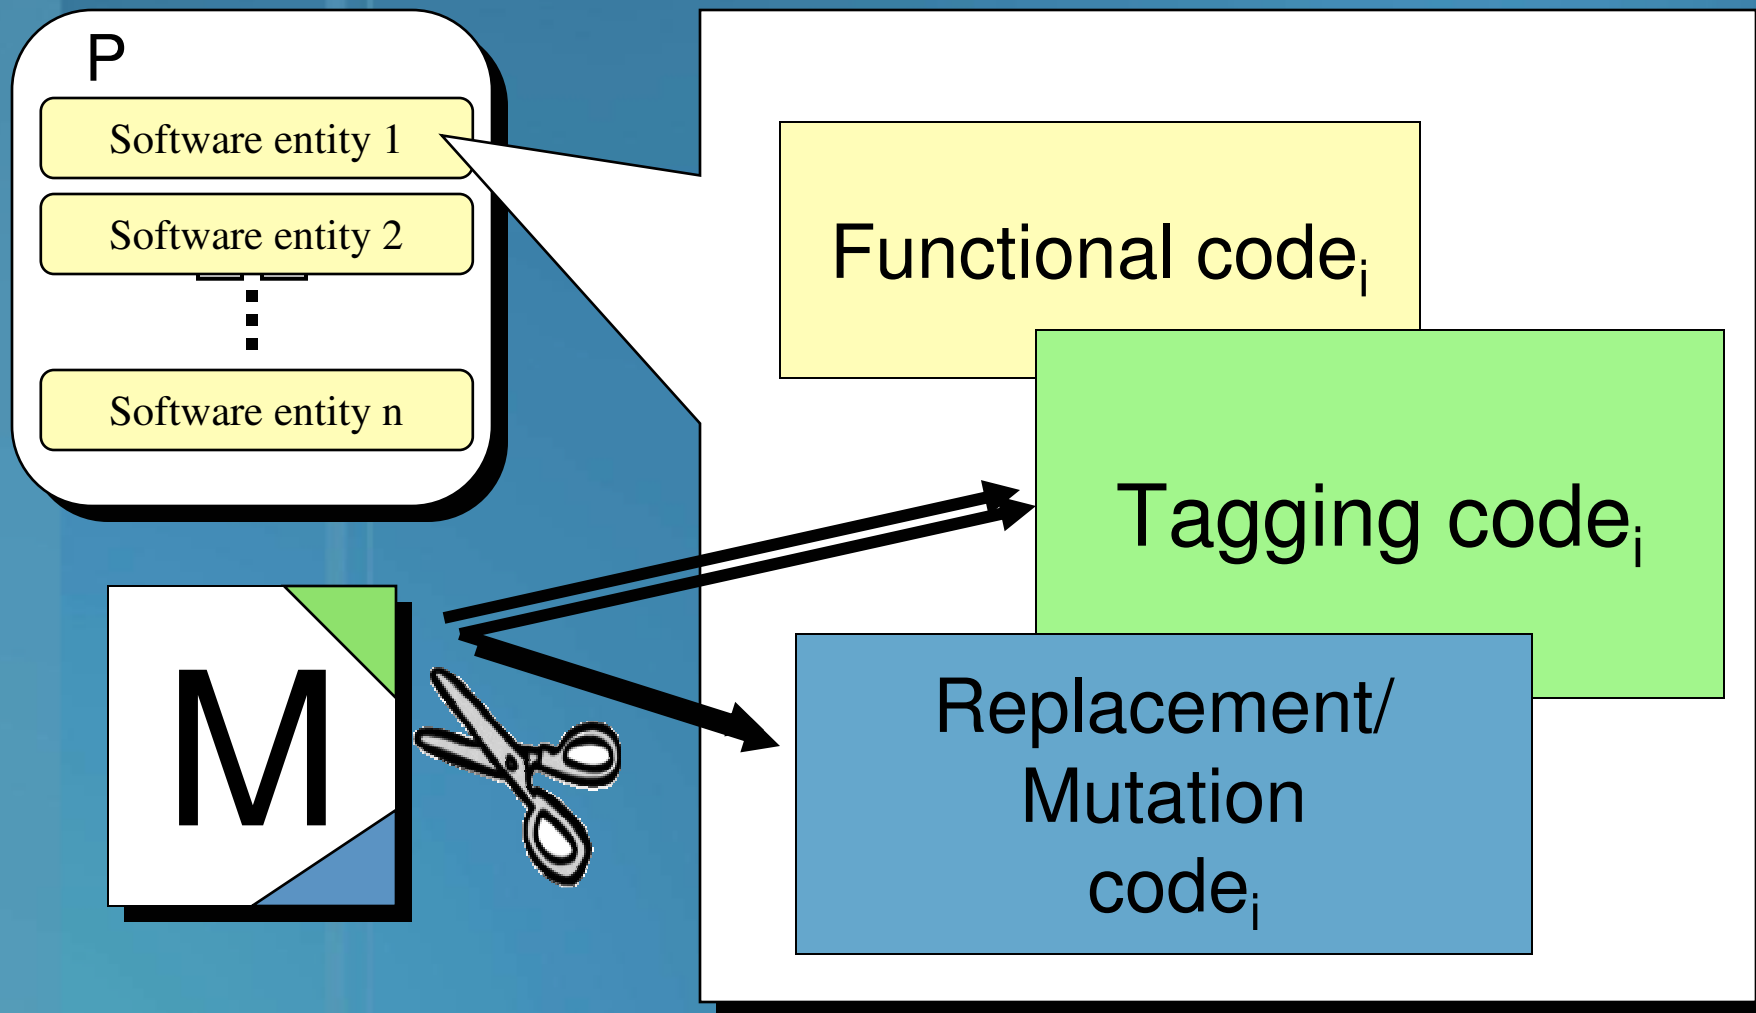 P
Software entity 1
Software entity 2
Software entity n
M
Functional codeᵢ
Tagging codeᵢ
Replacement/
Mutation
codeᵢ